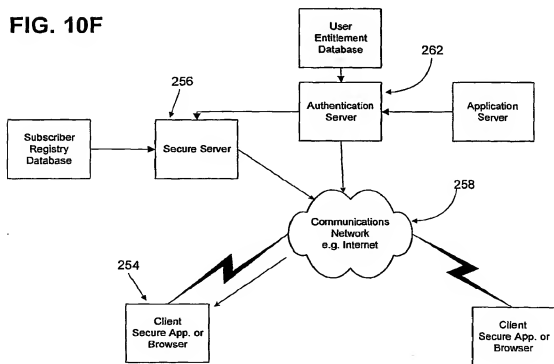 FIG. 10F
User
Entitlement
Database
262
256
Authentication
Server
Application
Server
Subscriber
Registry
Database
Secure Server
258
Communications
Network
e.g. Internet
254
Client
Secure App. or
Browser
Client
Secure App. or
Browser